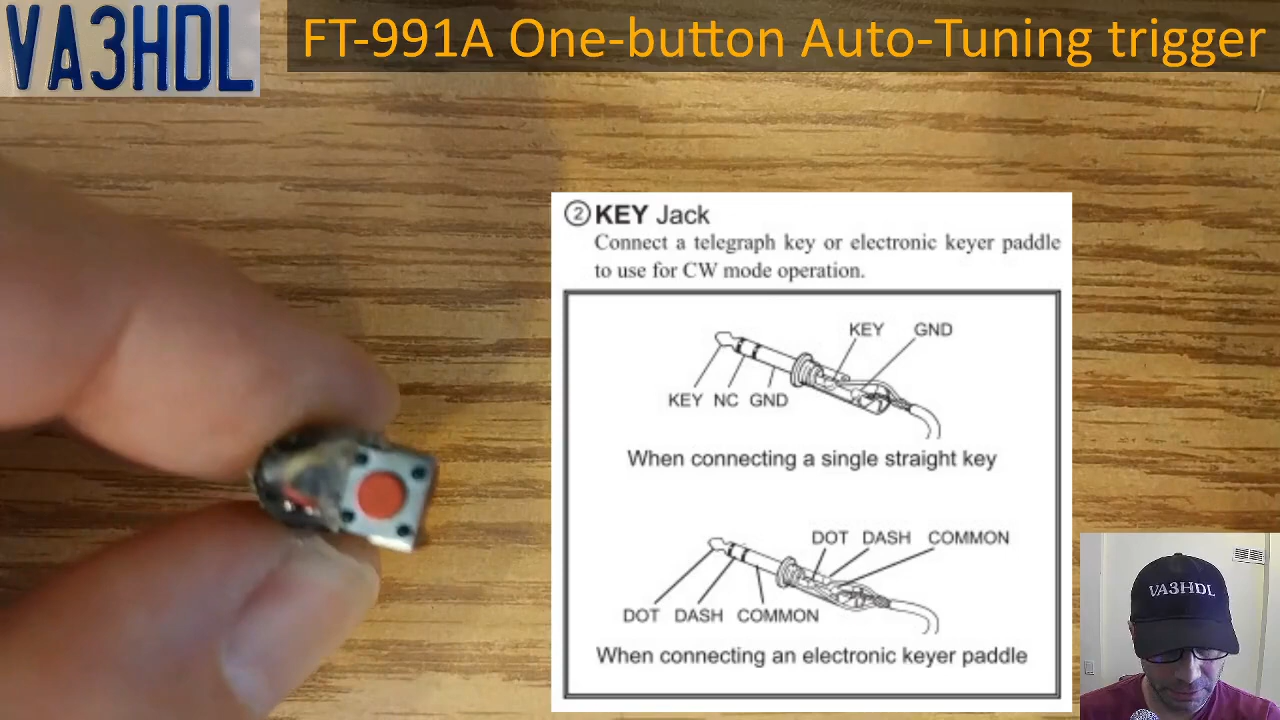 VA3HDL
FT-991A One-button Auto-Tuning trigger
② KEY Jack
Connect a telegraph key or electronic keyer paddle
to use for CW mode operation.
KEY GND
KEY NC GND
When connecting a single straight key
DOT DASH COMMON
DOT DASH COMMON
When connecting an electronic keyer paddle
VA3HDL